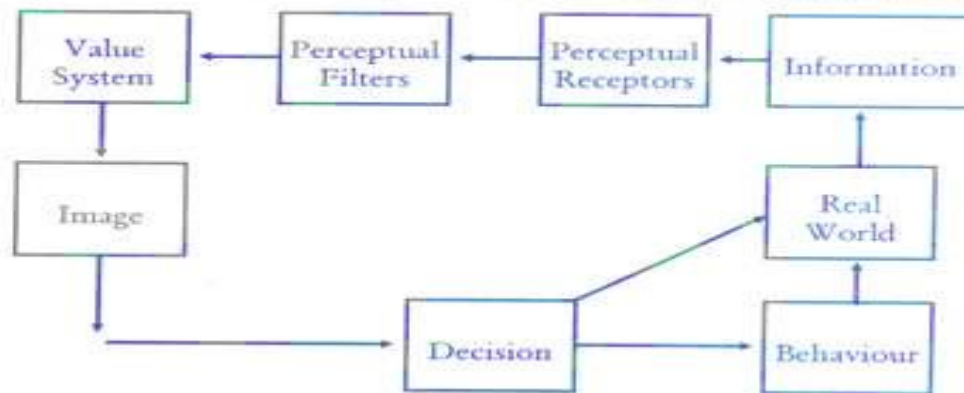 Value
System
Perceptual
Filters
Perceptual
Receptors
Information
Image
Real
World
Decision
Behaviour